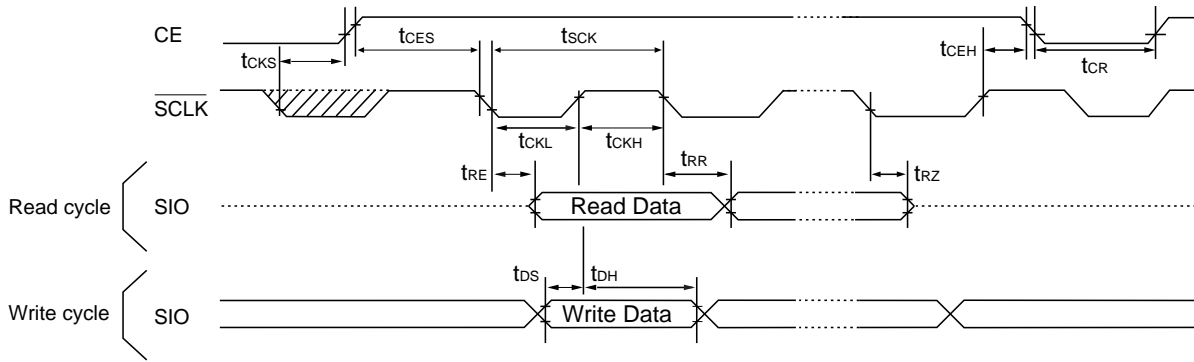 CE
tCES
tSCK
tCEH
tCKS
tCR
SCLK
tCKL
tCKH
tRE
tRR
tRZ
Read cycle
SIO
Read Data
tDS
tDH
Write cycle
SIO
Write Data